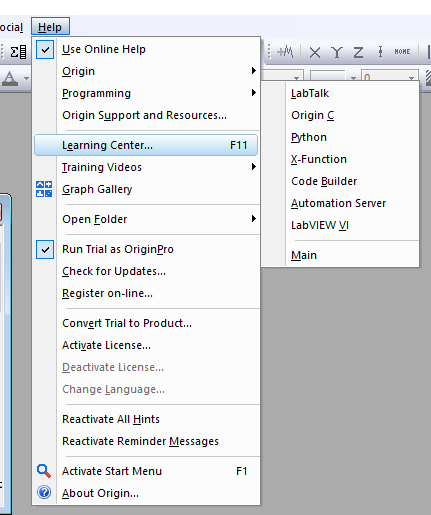 ocial Help
Use Online Help
Origin
Programming
Origin Support and Resources...
Learning Center... F11
Training Videos
Graph Gallery
Open Folder
Run Trial as OriginPro
Check for Updates...
Register on-line...
Convert Trial to Product...
Activate License...
Deactivate License...
Change Language...
Reactivate All Hints
Reactivate Reminder Messages
Activate Start Menu F1
About Origin...
X Y Z NONE
A 0
LabTalk
Origin C
Python
X-Function
Code Builder
Automation Server
LabVIEW VI
Main